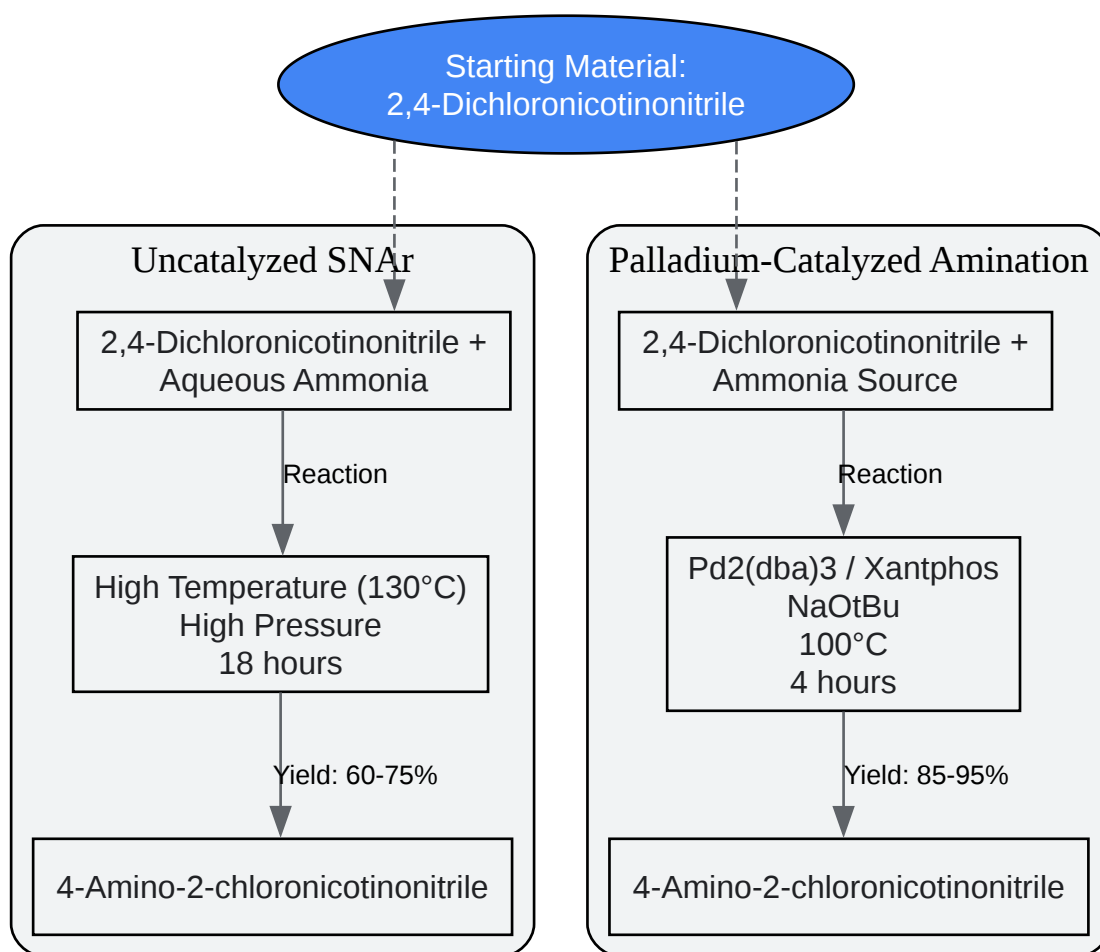 Starting Material:
2,4-Dichloronicotinonitrile
Uncatalyzed SNAr
2,4-Dichloronicotinonitrile +
Aqueous Ammonia
Reaction
High Temperature (130°C)
High Pressure
18 hours
Yield: 60-75%
4-Amino-2-chloronicotinonitrile
Palladium-Catalyzed Amination
2,4-Dichloronicotinonitrile +
Ammonia Source
Reaction
Pd2(dba)3 / Xantphos
NaOtBu
100°C
4 hours
Yield: 85-95%
4-Amino-2-chloronicotinonitrile